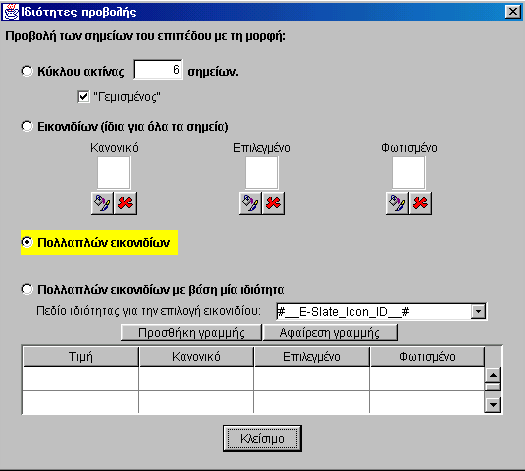 Ιδιότητες προβολής
Προβολή των σημείων του επιπέδου με τη μορφή:
Κύκλου ακτίνας 6 σημείων.
"Γεμισμένος"
Εικονιδίων (ίδια για όλα τα σημεία)
Κανονικό Επιλεγμένο Φωτισμένο
Πολλαπλών εικονιδίων
Πολλαπλών εικονιδίων με βάση μία ιδιότητα
Πεδίο ιδιότητας για την επιλογή εικονιδίου: #__E-Slate_Icon_ID__#
Προσθήκη γραμμής Αφαίρεση γραμμής
Τιμή Κανονικό Επιλεγμένο Φωτισμένο
Κλείσιμο